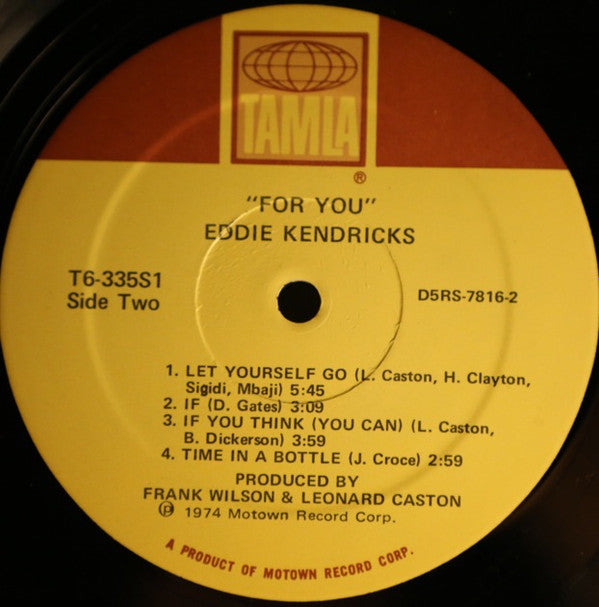 TAMLA
®
"FOR YOU"
EDDIE KENDRICKS
T6-335S1
Side Two
D5RS-7816-2
1. LET YOURSELF GO (L. Caston, H. Clayton,
Sigidi, Mbaji) 5:45
2. IF (D. Gates) 3:09
3. IF YOU THINK (YOU CAN) (L. Caston,
B. Dickerson) 3:59
4. TIME IN A BOTTLE (J. Croce) 2:59
PRODUCED BY
FRANK WILSON & LEONARD CASTON
℗ 1974 Motown Record Corp.
A PRODUCT OF MOTOWN RECORD CORP.